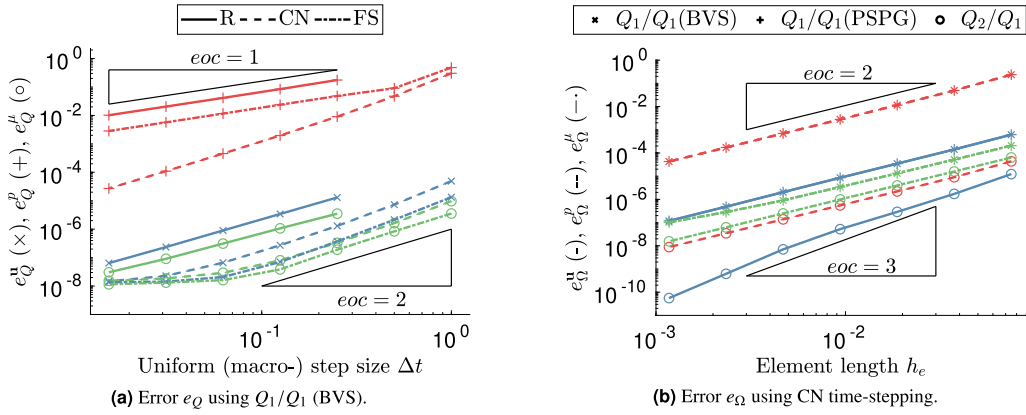 R CN FS
10^0
10^-2
10^-4
10^-6
10^-8
e_Q^u (×), e_Q^p (+), e_Q^μ (○)
eoc = 1
eoc = 2
10^-1 10^0
Uniform (macro-) step size Δt
(a) Error e_Q using Q_1/Q_1 (BVS).
Q_1/Q_1(BVS) Q_1/Q_1(PSPG) Q_2/Q_1
10^0
10^-2
10^-4
10^-6
10^-8
10^-10
e_Ω^u (-), e_Ω^p (--), e_Ω^μ (-·)
eoc = 2
eoc = 3
10^-3 10^-2
Element length h_e
(b) Error e_Ω using CN time-stepping.